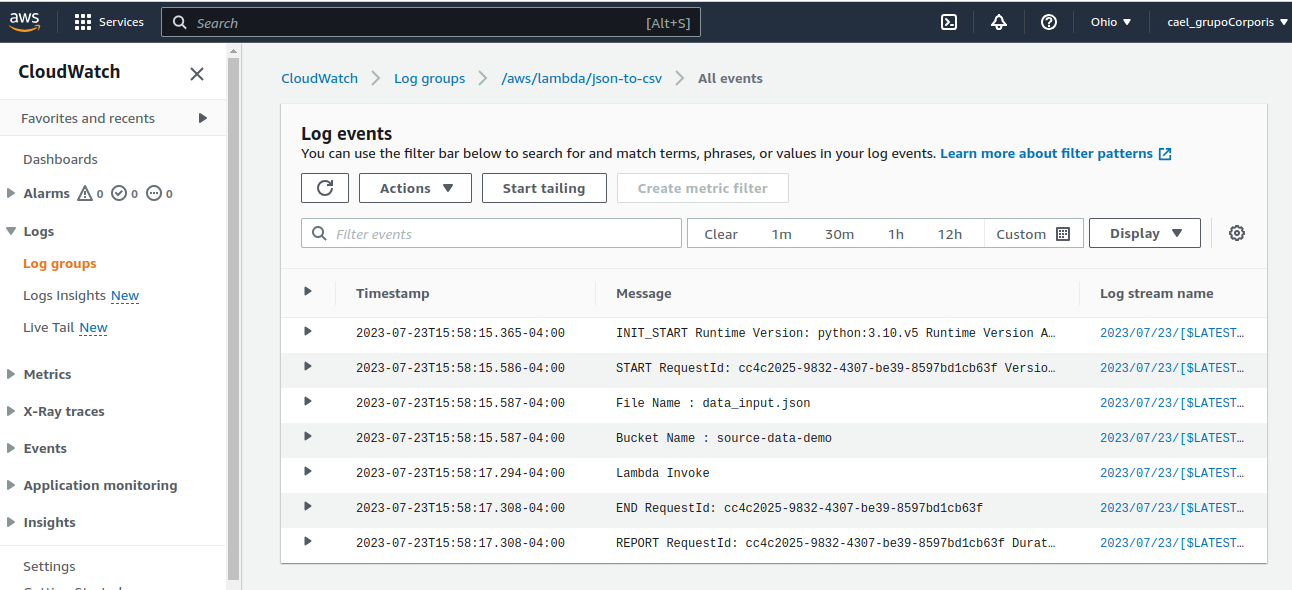 aws Services Search [Alt+S] Ohio cael_grupoCorporis
CloudWatch
Favorites and recents
Dashboards
Alarms 0 0 0
Logs
Log groups
Logs Insights New
Live Tail New
Metrics
X-Ray traces
Events
Application monitoring
Insights
Settings
CloudWatch Log groups /aws/lambda/json-to-csv All events
Log events
You can use the filter bar below to search for and match terms, phrases, or values in your log events. Learn more about filter patterns
Actions Start tailing Create metric filter
Filter events Clear 1m 30m 1h 12h Custom Display
Timestamp Message Log stream name
2023-07-23T15:58:15.365-04:00 INIT_START Runtime Version: python:3.10.v5 Runtime Version A… 2023/07/23/[$LATEST…
2023-07-23T15:58:15.586-04:00 START RequestId: cc4c2025-9832-4307-be39-8597bd1cb63f Versio… 2023/07/23/[$LATEST…
2023-07-23T15:58:15.587-04:00 File Name : data_input.json 2023/07/23/[$LATEST…
2023-07-23T15:58:15.587-04:00 Bucket Name : source-data-demo 2023/07/23/[$LATEST…
2023-07-23T15:58:17.294-04:00 Lambda Invoke 2023/07/23/[$LATEST…
2023-07-23T15:58:17.308-04:00 END RequestId: cc4c2025-9832-4307-be39-8597bd1cb63f 2023/07/23/[$LATEST…
2023-07-23T15:58:17.308-04:00 REPORT RequestId: cc4c2025-9832-4307-be39-8597bd1cb63f Durat… 2023/07/23/[$LATEST…